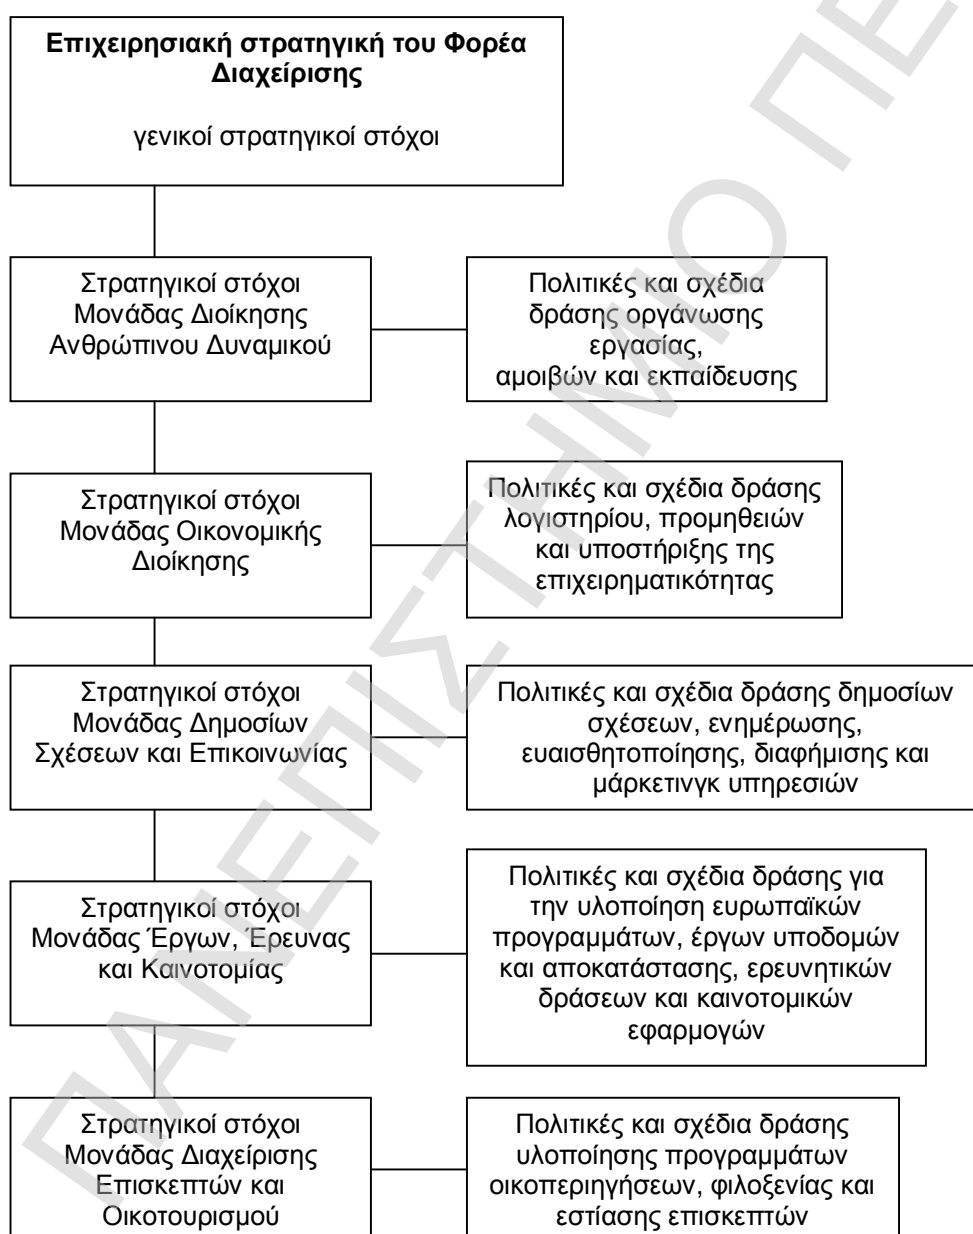 Επιχειρησιακή στρατηγική του Φορέα
Διαχείρισης
γενικοί στρατηγικοί στόχοι
Στρατηγικοί στόχοι
Μονάδας Διοίκησης
Ανθρώπινου Δυναμικού
Πολιτικές και σχέδια
δράσης οργάνωσης
εργασίας,
αμοιβών και εκπαίδευσης
Στρατηγικοί στόχοι
Μονάδας Οικονομικής
Διοίκησης
Πολιτικές και σχέδια δράσης
λογιστηρίου, προμηθειών
και υποστήριξης της
επιχειρηματικότητας
Στρατηγικοί στόχοι
Μονάδας Δημοσίων
Σχέσεων και Επικοινωνίας
Πολιτικές και σχέδια δράσης δημοσίων
σχέσεων, ενημέρωσης,
ευαισθητοποίησης, διαφήμισης και
μάρκετινγκ υπηρεσιών
Στρατηγικοί στόχοι
Μονάδας Έργων, Έρευνας
και Καινοτομίας
Πολιτικές και σχέδια δράσης για
την υλοποίηση ευρωπαϊκών
προγραμμάτων, έργων υποδομών
και αποκατάστασης, ερευνητικών
δράσεων και καινοτομικών
εφαρμογών
Στρατηγικοί στόχοι
Μονάδας Διαχείρισης
Επισκεπτών και
Οικοτουρισμού
Πολιτικές και σχέδια δράσης
υλοποίησης προγραμμάτων
οικοπεριηγήσεων, φιλοξενίας και
εστίασης επισκεπτών
ΠΑΝΕΠΙΣΤΗΜΙΟ